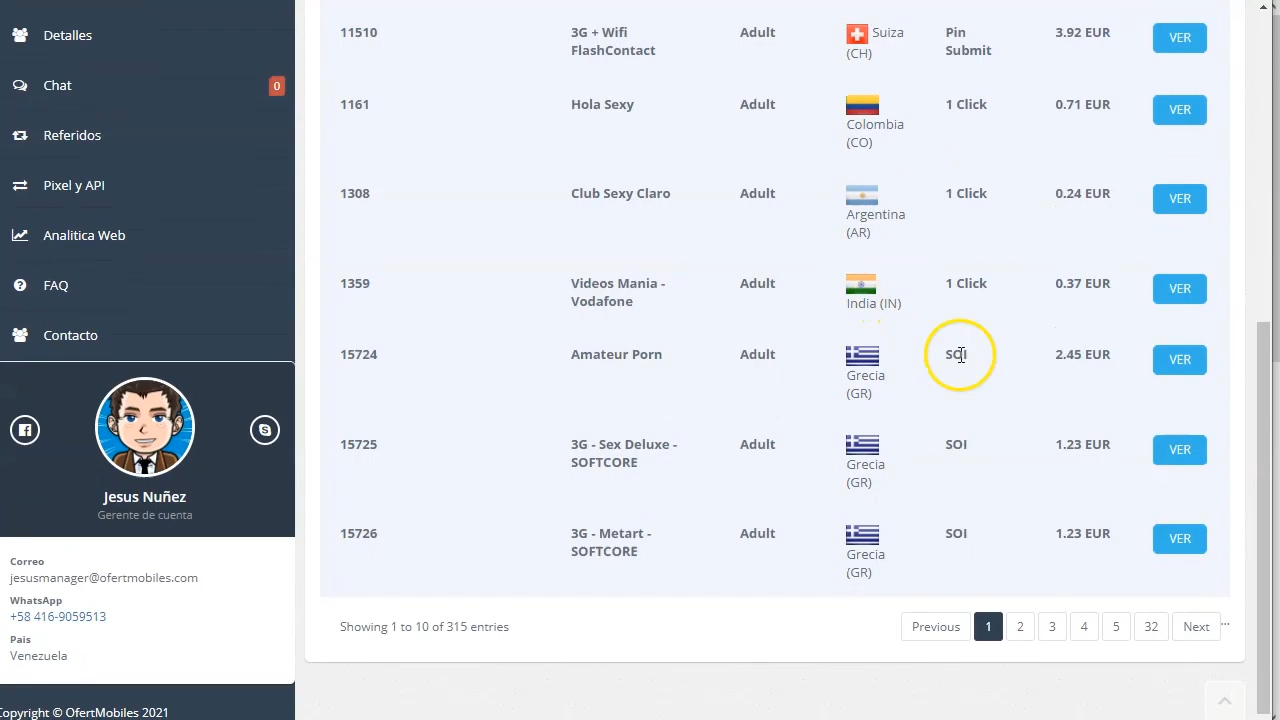 Detalles
Chat
0
Referidos
Pixel y API
Analitica Web
FAQ
Contacto
Jesus Nuñez
Gerente de cuenta
Correo
jesusmanager@ofertmobiles.com
WhatsApp
+58 416-9059513
Pais
Venezuela
Copyright © OfertMobiles 2021
11510 3G + Wifi Adult Suiza Pin 3.92 EUR VER
FlashContact (CH) Submit
1161 Hola Sexy Adult 1 Click 0.71 EUR VER
Colombia
(CO)
1308 Club Sexy Claro Adult 1 Click 0.24 EUR VER
Argentina
(AR)
1359 Videos Mania - Adult 1 Click 0.37 EUR VER
Vodafone India (IN)
15724 Amateur Porn Adult SOI 2.45 EUR VER
Grecia
(GR)
15725 3G - Sex Deluxe - Adult SOI 1.23 EUR VER
SOFTCORE Grecia
(GR)
15726 3G - Metart - Adult SOI 1.23 EUR VER
SOFTCORE Grecia
(GR)
Showing 1 to 10 of 315 entries Previous 1 2 3 4 5 32 Next ...